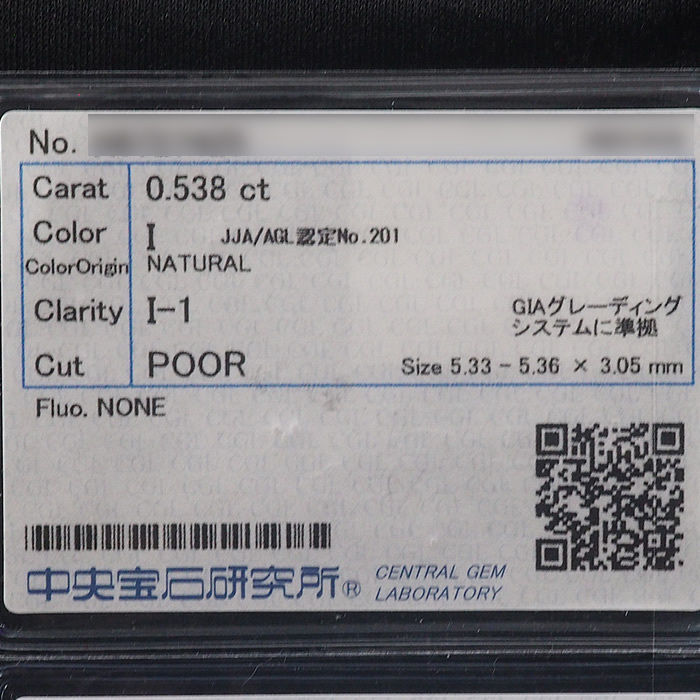 No.
Carat 0.538 ct
Color I JJA/AGL認定No.201
ColorOrigin NATURAL
Clarity I-1 GIAグレーディング
システムに準拠
Cut POOR Size 5.33 - 5.36 × 3.05 mm
Fluo. NONE
中央宝石研究所® CENTRAL GEM
LABORATORY